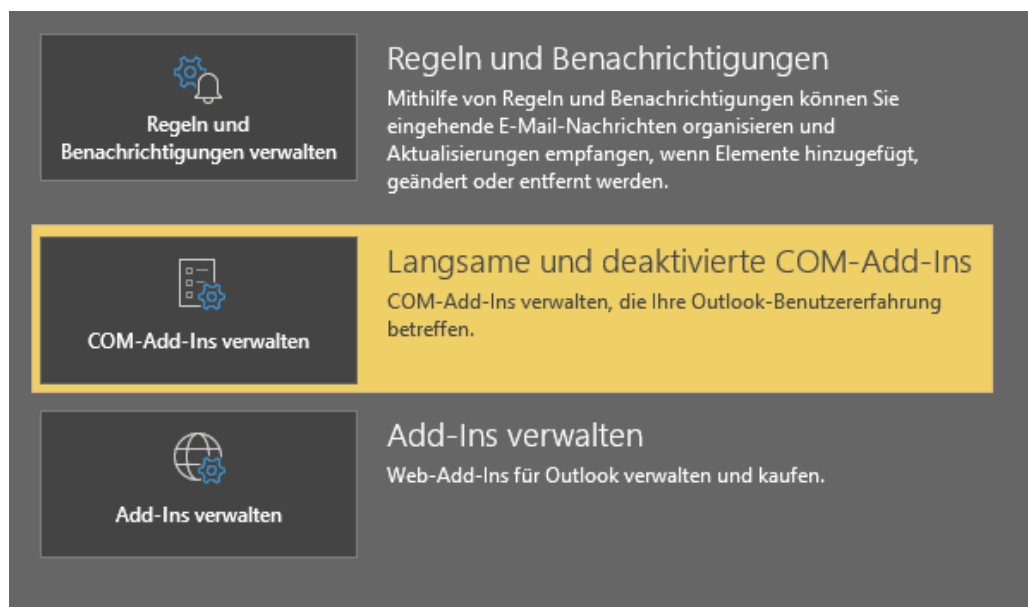 Regeln und Benachrichtigungen
Mithilfe von Regeln und Benachrichtigungen können Sie
eingehende E-Mail-Nachrichten organisieren und
Aktualisierungen empfangen, wenn Elemente hinzugefügt,
geändert oder entfernt werden.
Regeln und
Benachrichtigungen verwalten
Langsame und deaktivierte COM-Add-Ins
COM-Add-Ins verwalten, die Ihre Outlook-Benutzererfahrung
betreffen.
COM-Add-Ins verwalten
Add-Ins verwalten
Web-Add-Ins für Outlook verwalten und kaufen.
Add-Ins verwalten